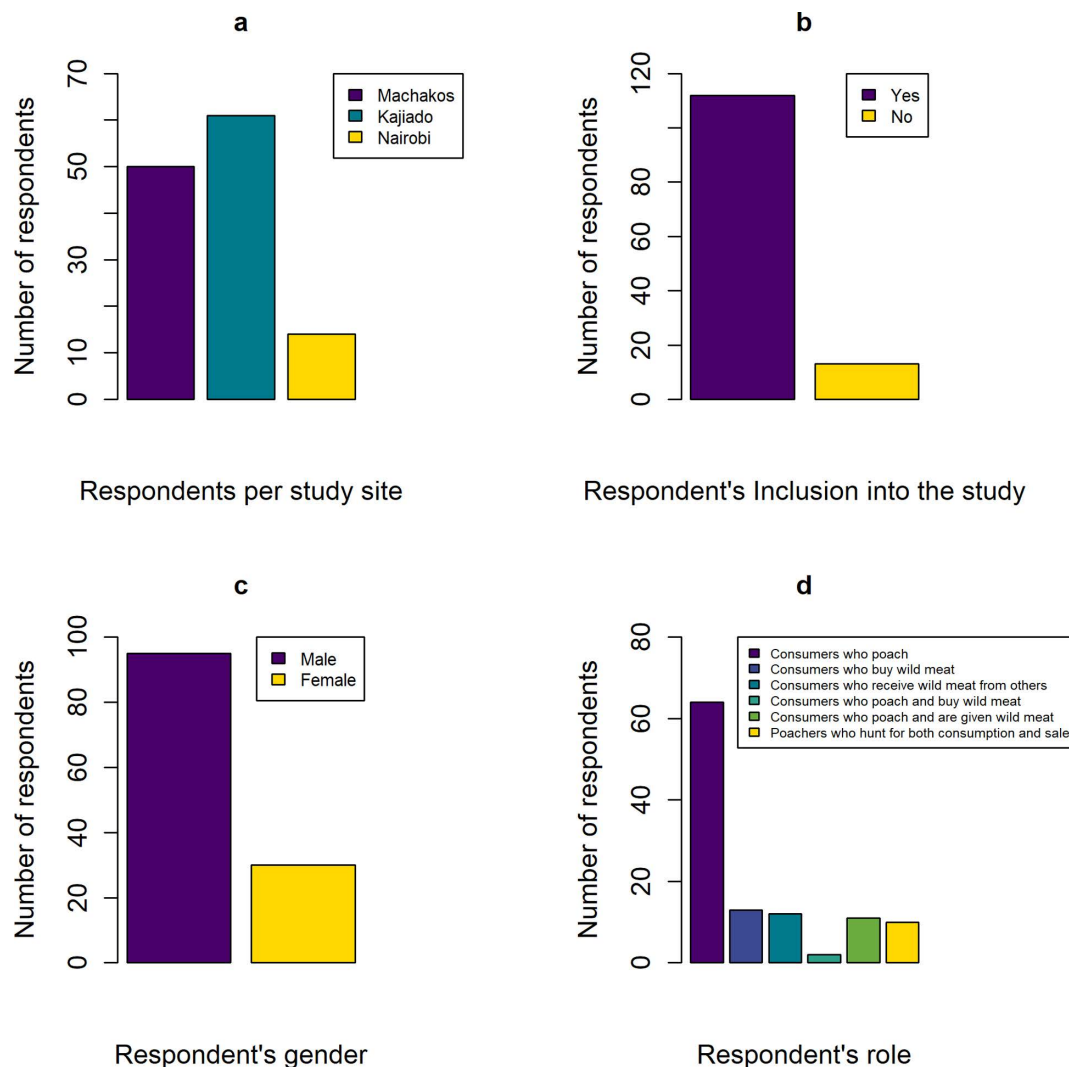 a
70
50
30
10
0
Number of respondents
Machakos
Kajiado
Nairobi
Respondents per study site
b
120
80
60
40
20
0
Number of respondents
Yes
No
Respondent's Inclusion into the study
c
100
80
60
40
20
0
Number of respondents
Male
Female
Respondent's gender
d
80
60
40
20
0
Number of respondents
Consumers who poach
Consumers who buy wild meat
Consumers who receive wild meat from others
Consumers who poach and buy wild meat
Consumers who poach and are given wild meat
Poachers who hunt for both consumption and sale
Respondent's role